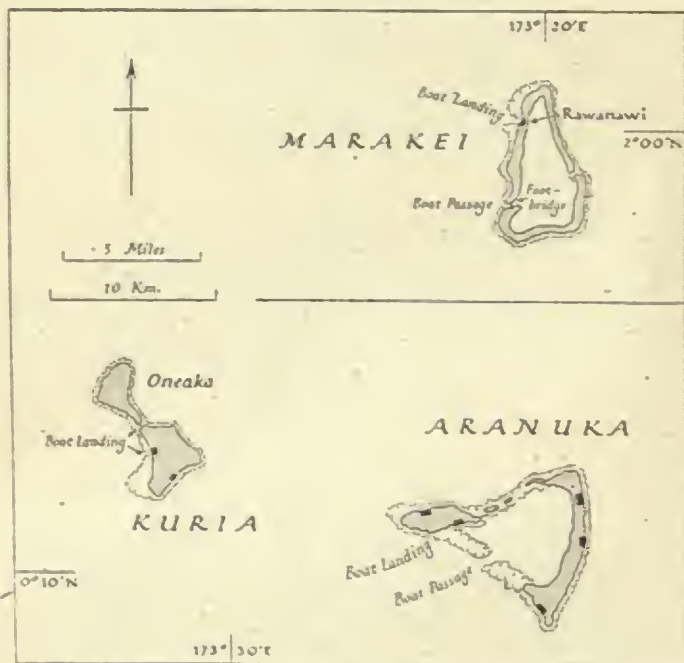 173° 20'E
Boat Landing
Rawanawi
MARAKEI
2°00'N
Foot-
bridge
Boat Passage
5 Miles
10 Km.
Oneaka
Boat Landing
KURIA
ARANUKA
Boat Landing
Boat Passage
0°10'N
173° 30'E